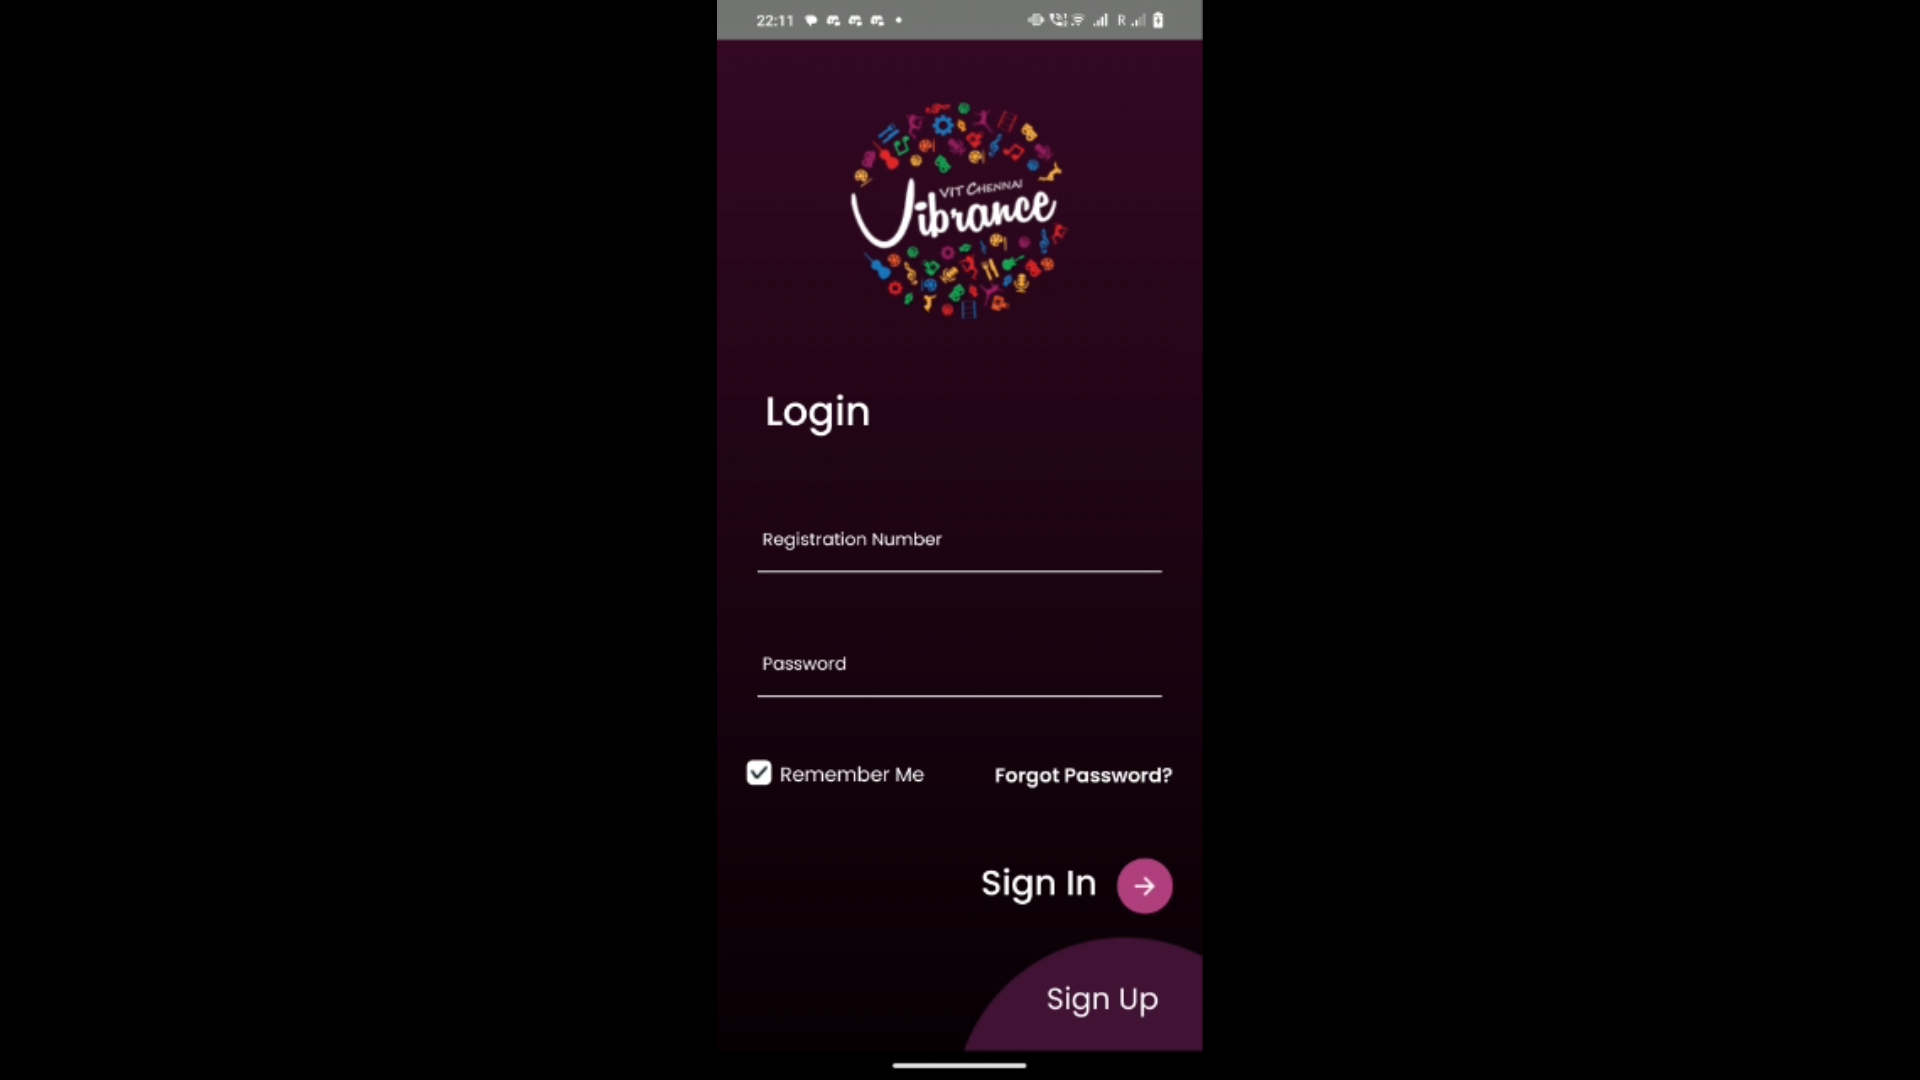 22:11
R
VIT CHENNAI
Vibrance
Login
Registration Number
Password
Remember Me
Forgot Password?
Sign In
Sign Up